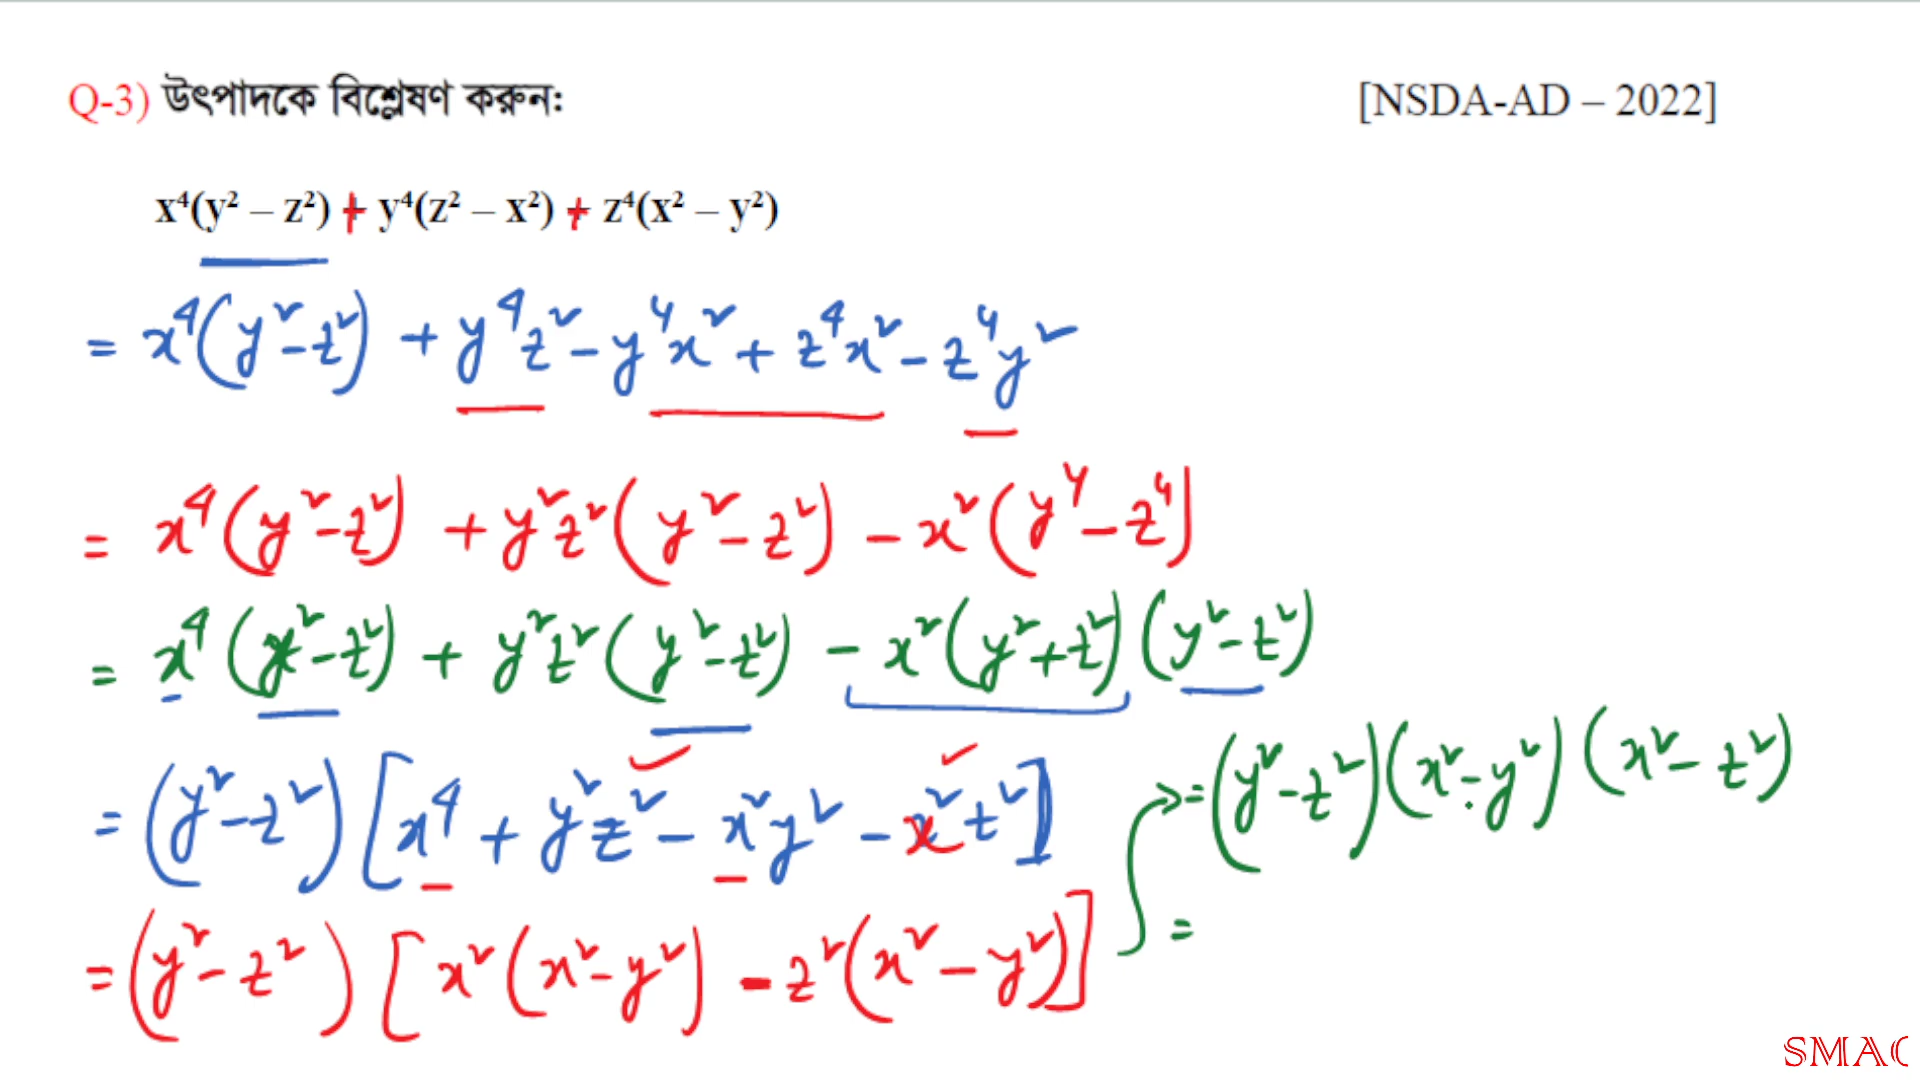 Q-3) উৎপাদকে বিশ্লেষণ করুন: [NSDA-AD – 2022]
x⁴(y² – z²) + y⁴(z² – x²) + z⁴(x² – y²)
= x⁴(y²-z²) + y⁴z² - y⁴x² + z⁴x² - z⁴y²
= x⁴(y²-z²) + y²z²(y²-z²) - x²(y⁴-z⁴)
= x⁴(y²-z²) + y²z²(y²-z²) - x²(y²+z²)(y²-z²)
= (y²-z²)[x⁴ + y²z² - x²y² - x²z²]
= (y²-z²)[x²(x²-y²) - z²(x²-y²)]
= (y²-z²)(x²-y²)(x²-z²)
=
SMAC